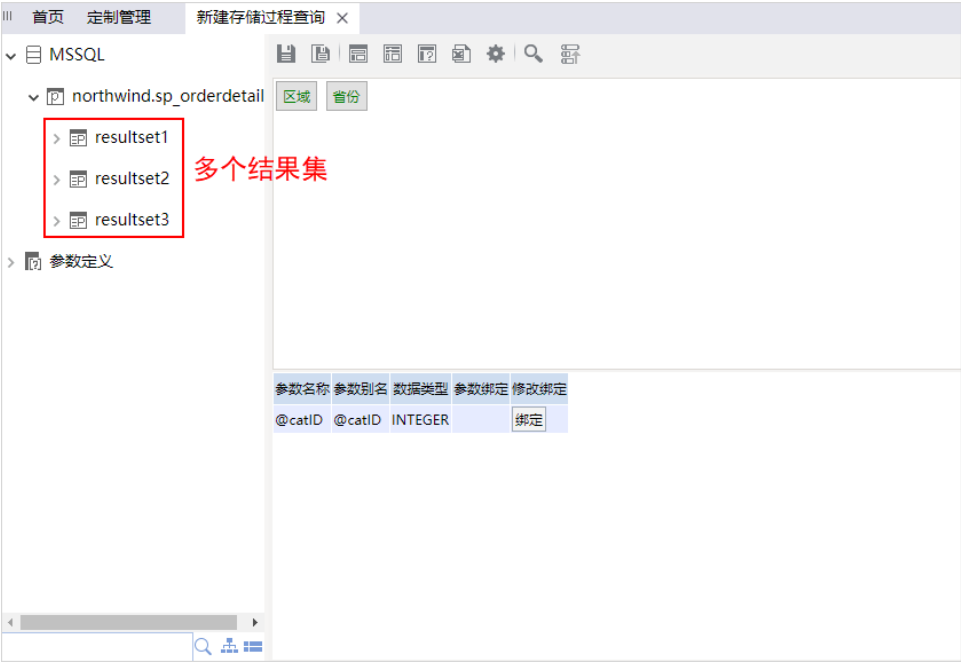 首页 定制管理 新建存储过程查询
MSSQL
northwind.sp_orderdetail
resultset1
resultset2
resultset3
多个结果集
参数定义
区域 省份
参数名称 参数别名 数据类型 参数绑定 修改绑定
@catID @catID INTEGER 绑定